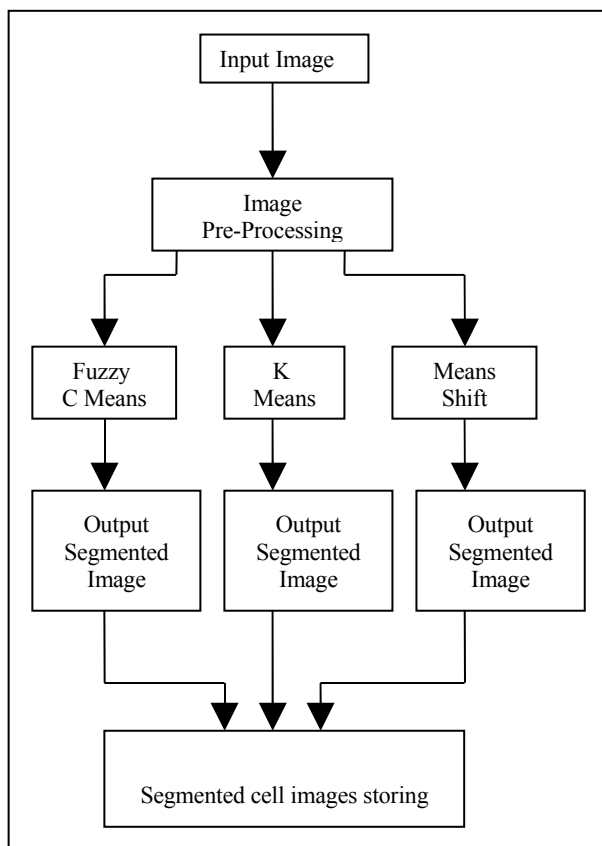 Input Image
Image
Pre-Processing
Fuzzy
C Means
K
Means
Means
Shift
Output
Segmented
Image
Output
Segmented
Image
Output
Segmented
Image
Segmented cell images storing